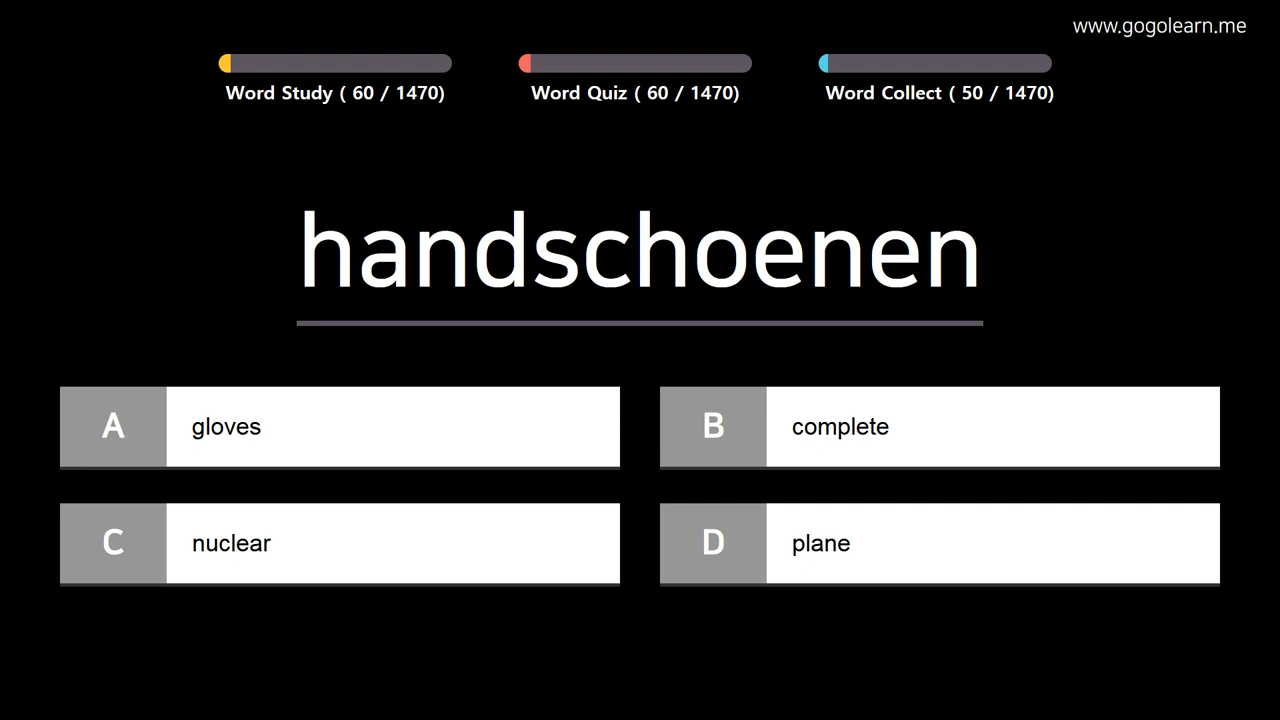 www.gogolearn.me
Word Study ( 60 / 1470)
Word Quiz ( 60 / 1470)
Word Collect ( 50 / 1470)
handschoenen
A gloves
B complete
C nuclear
D plane